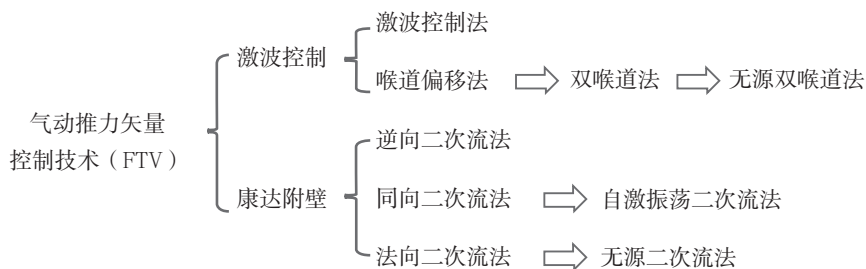 激波控制法
激波控制
喉道偏移法 双喉道法 无源双喉道法
气动推力矢量
控制技术（FTV）
逆向二次流法
康达附壁
同向二次流法 自激振荡二次流法
法向二次流法 无源二次流法